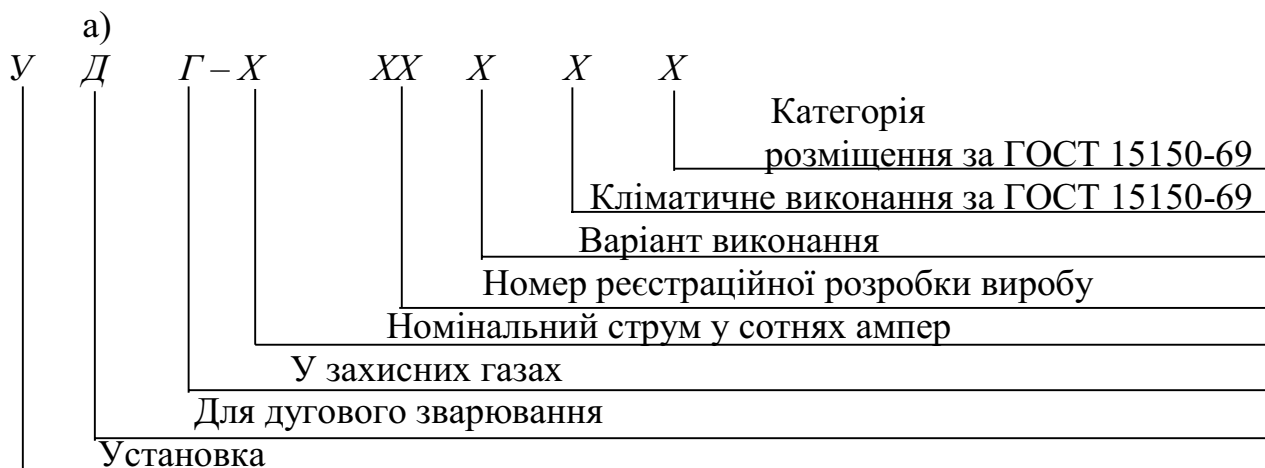 а)
У Д Г – Х ХХ Х Х Х
Категорія
розміщення за ГОСТ 15150-69
Кліматичне виконання за ГОСТ 15150-69
Варіант виконання
Номер реєстраційної розробки виробу
Номінальний струм у сотнях ампер
У захисних газах
Для дугового зварювання
Установка